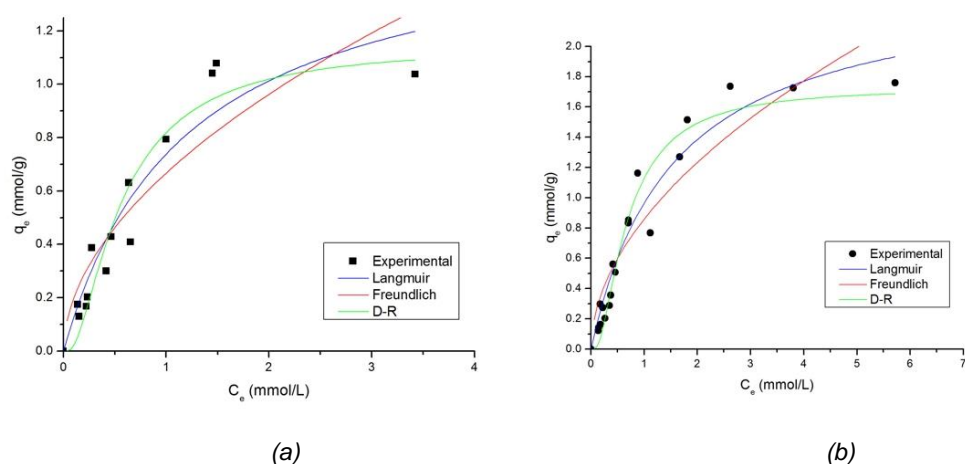 1.2
1.0
0.8
0.6
0.4
0.2
0.0
qe (mmol/g)
0 1 2 3 4
Ce (mmol/L)
Experimental
Langmuir
Freundlich
D-R
(a)
2.0
1.8
1.6
1.4
1.2
1.0
0.8
0.6
0.4
0.2
0.0
qe (mmol/g)
0 1 2 3 4 5 6 7
Ce (mmol/L)
Experimental
Langmuir
Freundlich
D-R
(b)